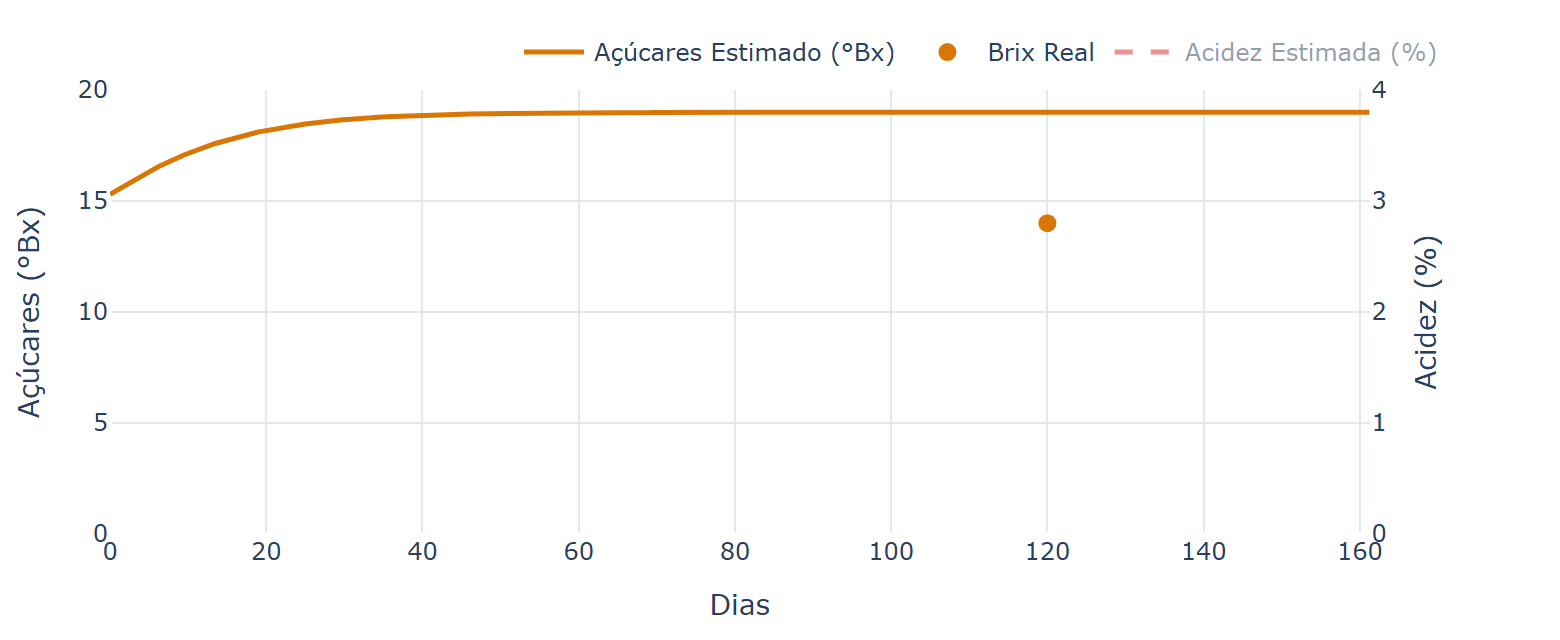 Açúcares Estimado (°Bx) Brix Real Acidez Estimada (%)
20 4
15 3
10 2
5 1
0 0
0 20 40 60 80 100 120 140 160
Açúcares (°Bx)
Acidez (%)
Dias